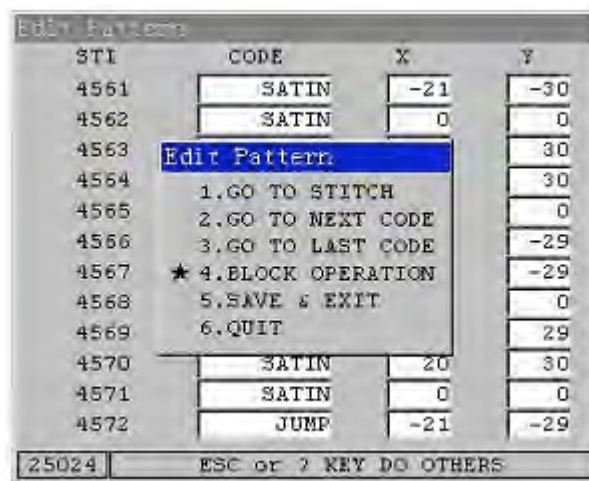 Edit Pattern
STI CODE X Y
4561 SATIN -21 -30
4562 SATIN 0 0
4563 30
Edit Pattern
4564 30
1.GO TO STITCH
4565 0
2.GO TO NEXT CODE
4566 -29
3.GO TO LAST CODE
4567 -29
★ 4.BLOCK OPERATION
4568 0
5.SAVE & EXIT
4569 29
6.QUIT
4570 SATIN 20 30
4571 SATIN 0 0
4572 JUMP -21 -29
25024 ESC or ? KEY DO OTHERS